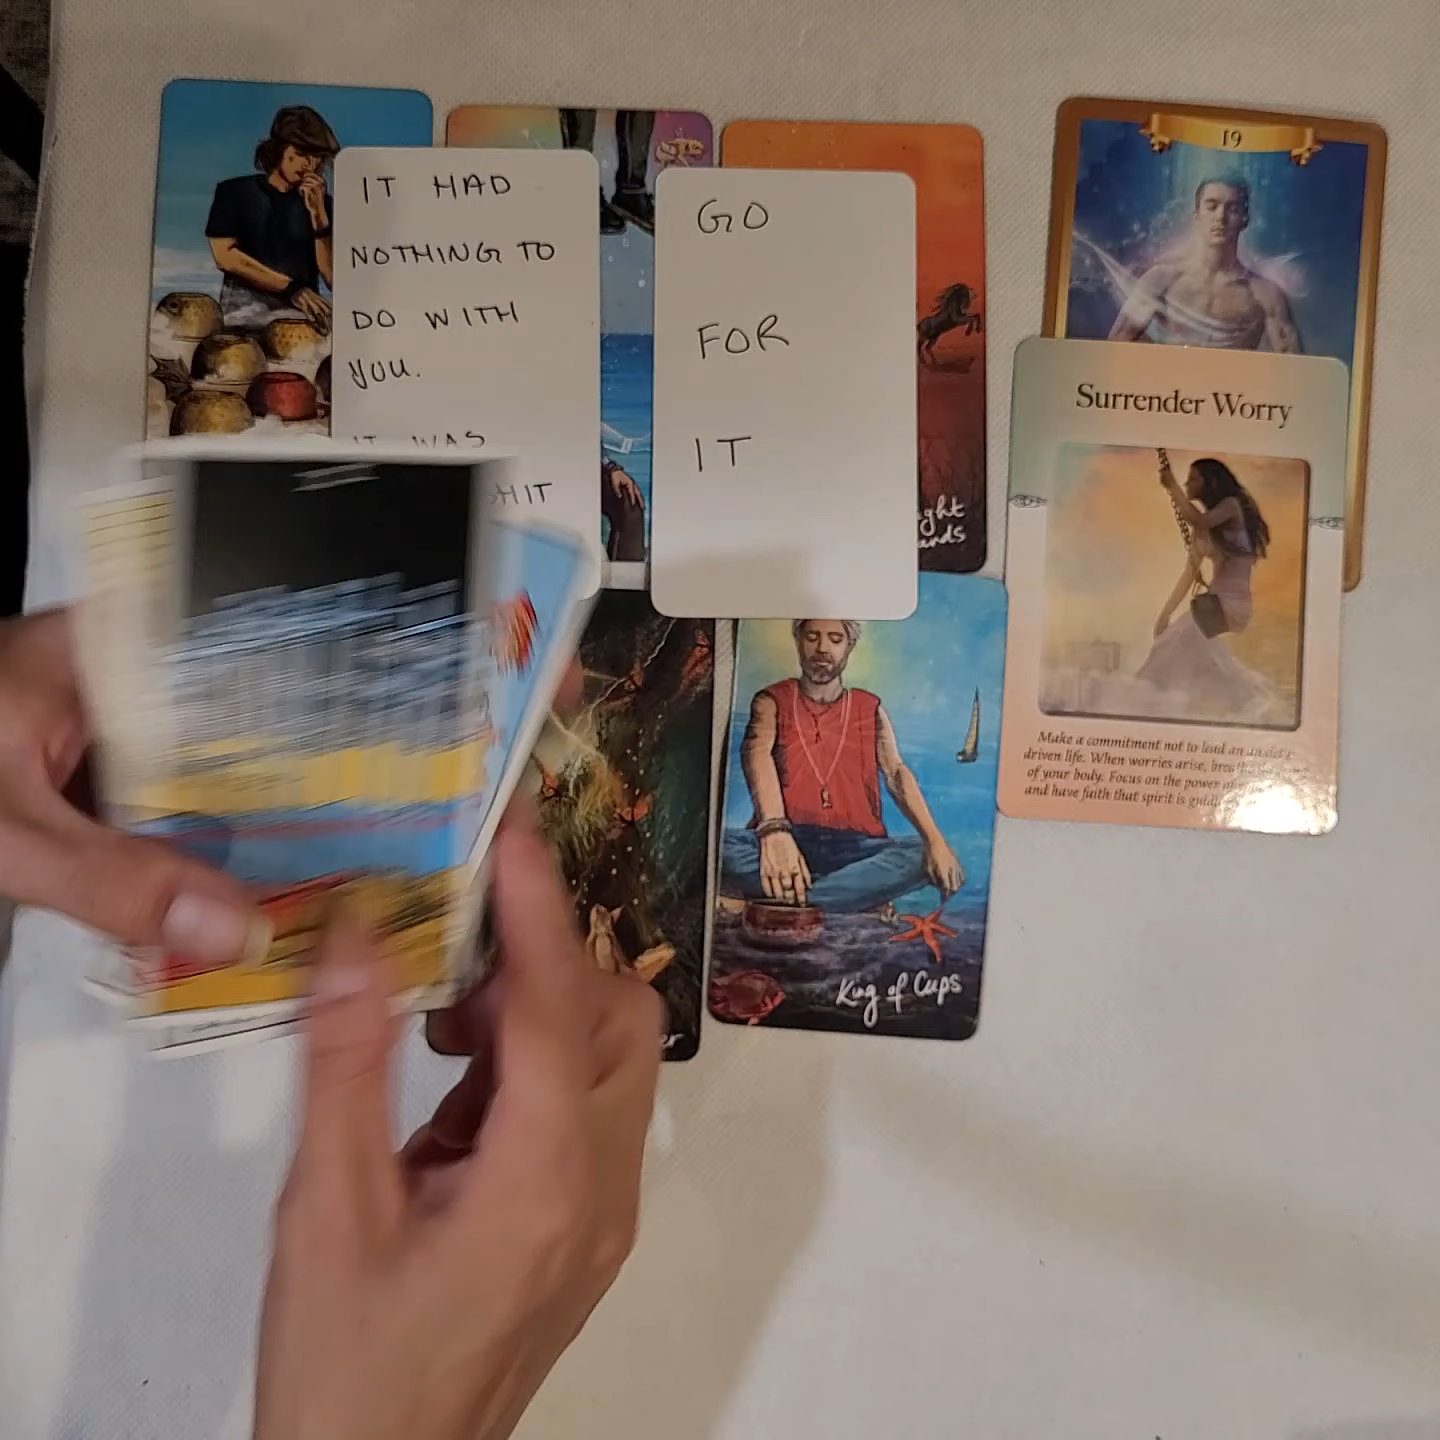 IT HAD
NOTHING TO
DO WITH
YOU.
IT WAS
HIT
GO
FOR
IT
19
Surrender Worry
Make a commitment not to lead an
driven life. When worries arise,
of your body. Focus on the power
and have faith that spirit is
King of Cups